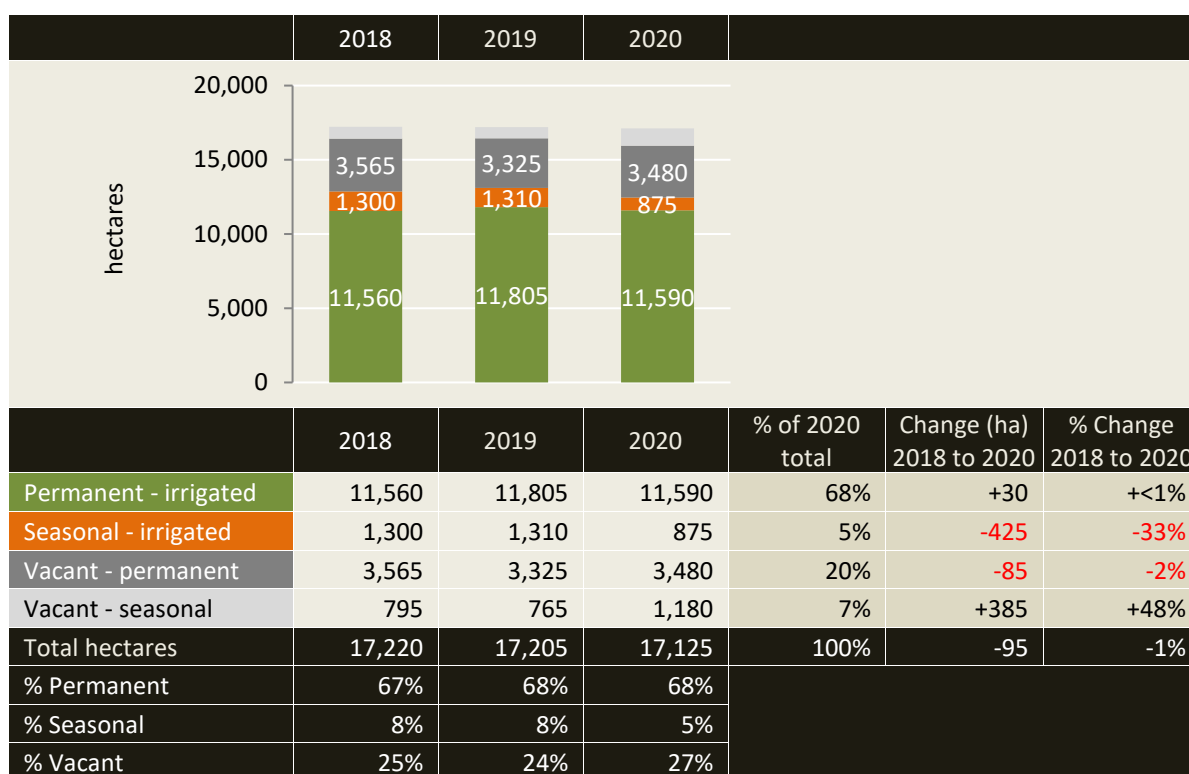 2018 2019 2020
20,000
15,000
10,000
5,000
0
hectares
3,565 3,325 3,480
1,300 1,310 875
11,560 11,805 11,590
2018 2019 2020 % of 2020 total Change (ha) 2018 to 2020 % Change 2018 to 2020
Permanent - irrigated 11,560 11,805 11,590 68% +30 +<1%
Seasonal - irrigated 1,300 1,310 875 5% -425 -33%
Vacant - permanent 3,565 3,325 3,480 20% -85 -2%
Vacant - seasonal 795 765 1,180 7% +385 +48%
Total hectares 17,220 17,205 17,125 100% -95 -1%
% Permanent 67% 68% 68%
% Seasonal 8% 8% 5%
% Vacant 25% 24% 27%